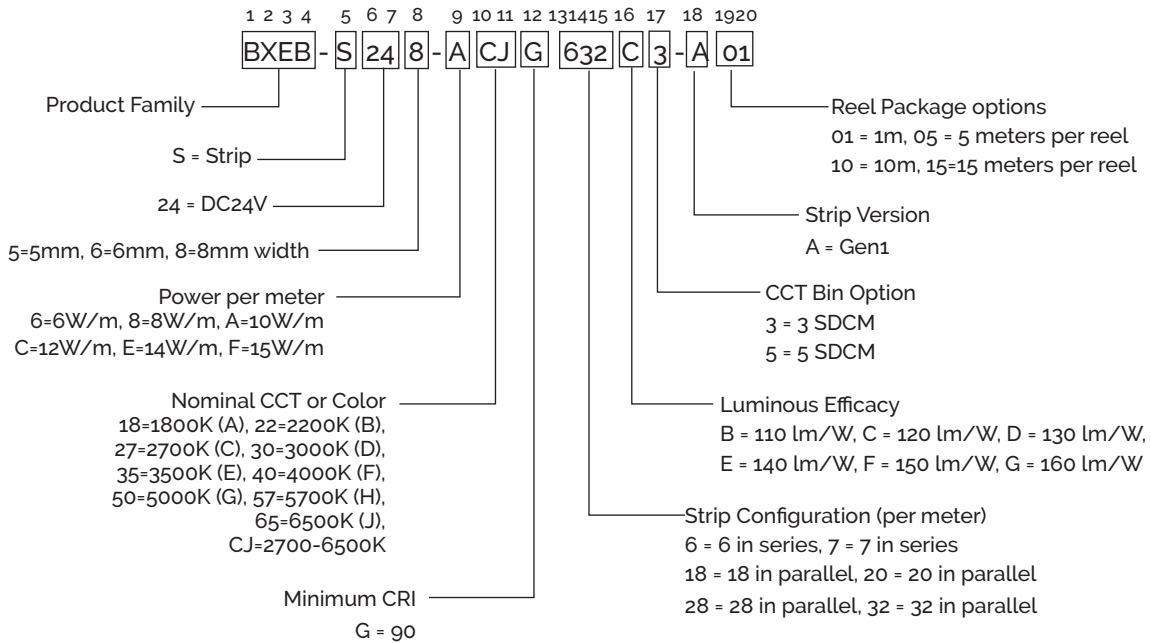 1 2 3 4 5 6 7 8 9 10 11 12 131415 16 17 18 1920
BXEB - S 24 8 - A CJ G 632 C 3 - A 01
Product Family
Reel Package options
01 = 1m, 05 = 5 meters per reel
10 = 10m, 15=15 meters per reel
S = Strip
24 = DC24V
Strip Version
A = Gen1
5=5mm, 6=6mm, 8=8mm width
Power per meter
6=6W/m, 8=8W/m, A=10W/m
C=12W/m, E=14W/m, F=15W/m
CCT Bin Option
3 = 3 SDCM
5 = 5 SDCM
Nominal CCT or Color
18=1800K (A), 22=2200K (B),
27=2700K (C), 30=3000K (D),
35=3500K (E), 40=4000K (F),
50=5000K (G), 57=5700K (H),
65=6500K (J),
CJ=2700-6500K
Luminous Efficacy
B = 110 lm/W, C = 120 lm/W, D = 130 lm/W,
E = 140 lm/W, F = 150 lm/W, G = 160 lm/W
Strip Configuration (per meter)
6 = 6 in series, 7 = 7 in series
18 = 18 in parallel, 20 = 20 in parallel
28 = 28 in parallel, 32 = 32 in parallel
Minimum CRI
G = 90